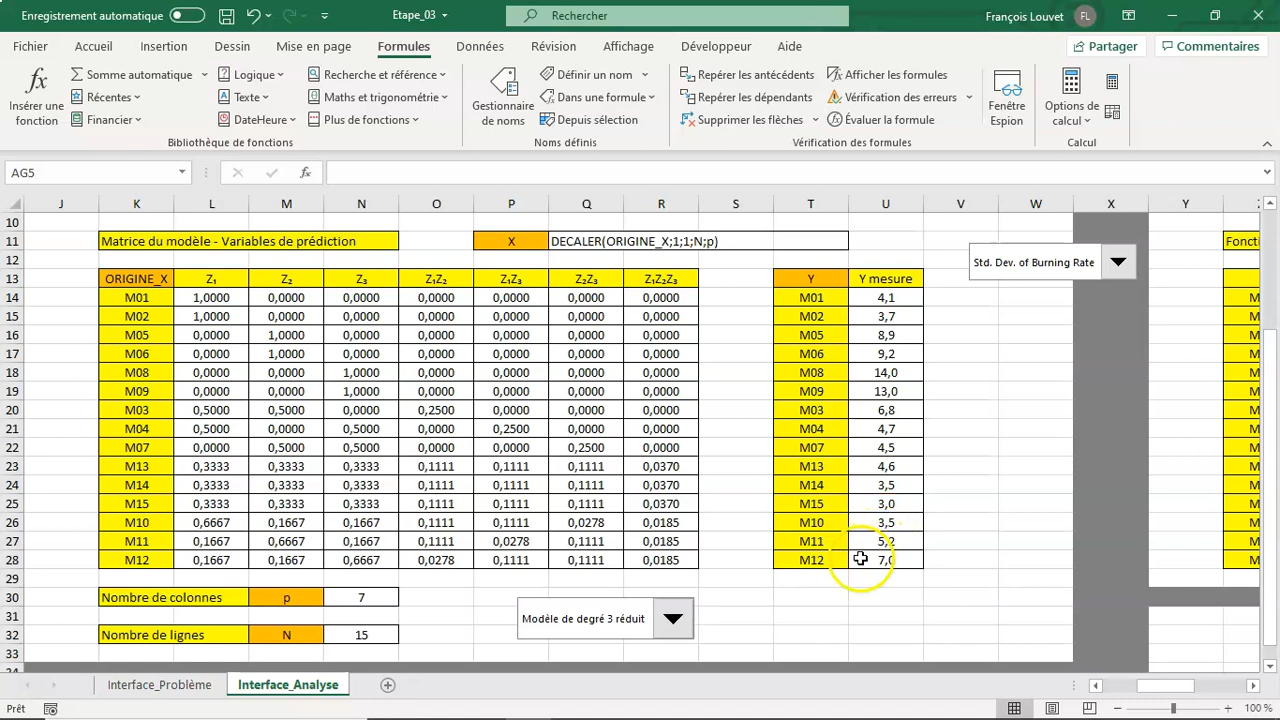 Enregistrement automatique Etape_03 Rechercher François Louvet FL
Fichier Accueil Insertion Dessin Mise en page Formules Données Révision Affichage Développeur Aide Partager Commentaires
Insérer une fonction
Somme automatique
Récentes
Financier
Logique
Texte
DateHeure
Recherche et référence
Maths et trigonométrie
Plus de fonctions
Bibliothèque de fonctions
Gestionnaire de noms
Définir un nom
Dans une formule
Depuis sélection
Noms définis
Repérer les antécédents
Repérer les dépendants
Supprimer les flèches
Afficher les formules
Vérification des erreurs
Évaluer la formule
Vérification des formules
Fenêtre Espion
Options de calcul
Calcul
AG5 fx
J K L M N O P Q R S T U V W X Y
10
11 Matrice du modèle - Variables de prédiction X DECALER(ORIGINE_X;1;1;N;p) Foncti
12 Std. Dev. of Burning Rate
13 ORIGINE_X Z₁ Z₂ Z₃ Z₁Z₂ Z₁Z₃ Z₂Z₃ Z₁Z₂Z₃ Y Y mesure
14 M01 1,0000 0,0000 0,0000 0,0000 0,0000 0,0000 0,0000 M01 4,1 M
15 M02 1,0000 0,0000 0,0000 0,0000 0,0000 0,0000 0,0000 M02 3,7 M
16 M05 0,0000 1,0000 0,0000 0,0000 0,0000 0,0000 0,0000 M05 8,9 M
17 M06 0,0000 1,0000 0,0000 0,0000 0,0000 0,0000 0,0000 M06 9,2 M
18 M08 0,0000 0,0000 1,0000 0,0000 0,0000 0,0000 0,0000 M08 14,0 M
19 M09 0,0000 0,0000 1,0000 0,0000 0,0000 0,0000 0,0000 M09 13,0 M
20 M03 0,5000 0,5000 0,0000 0,2500 0,0000 0,0000 0,0000 M03 6,8 M
21 M04 0,5000 0,0000 0,5000 0,0000 0,2500 0,0000 0,0000 M04 4,7 M
22 M07 0,0000 0,5000 0,5000 0,0000 0,0000 0,2500 0,0000 M07 4,5 M
23 M13 0,3333 0,3333 0,3333 0,1111 0,1111 0,1111 0,0370 M13 4,6 M
24 M14 0,3333 0,3333 0,3333 0,1111 0,1111 0,1111 0,0370 M14 3,5 M
25 M15 0,3333 0,3333 0,3333 0,1111 0,1111 0,1111 0,0370 M15 3,0 M
26 M10 0,6667 0,1667 0,1667 0,1111 0,1111 0,0278 0,0185 M10 3,5 M
27 M11 0,1667 0,6667 0,1667 0,1111 0,0278 0,1111 0,0185 M11 5,2 M
28 M12 0,1667 0,1667 0,6667 0,0278 0,1111 0,1111 0,0185 M12 7,0 M
29
30 Nombre de colonnes p 7
31 Modèle de degré 3 réduit
32 Nombre de lignes N 15
33
Interface_Problème Interface_Analyse
Prêt 100 %